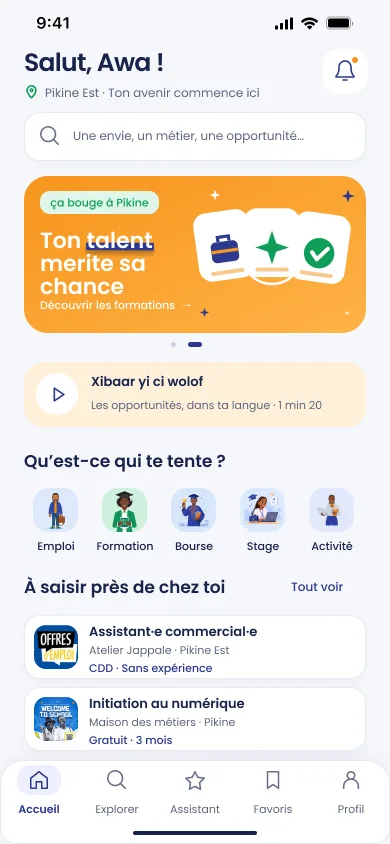 9:41
Salut, Awa !
Pikine Est · Ton avenir commence ici
Une envie, un métier, une opportunité...
ça bouge à Pikine
Ton talent
merite sa
chance
Découvrir les formations →
Xibaar yi ci wolof
Les opportunités, dans ta langue · 1 min 20
Qu’est-ce qui te tente ?
Emploi
Formation
Bourse
Stage
Activité
À saisir près de chez toi
Tout voir
OFFRES
D'EMPLOI
Assistant·e commercial·e
Atelier Jappale · Pikine Est
CDD · Sans expérience
WELCOME
TO SCHOOL
Initiation au numérique
Maison des métiers · Pikine
Gratuit · 3 mois
Accueil
Explorer
Assistant
Favoris
Profil